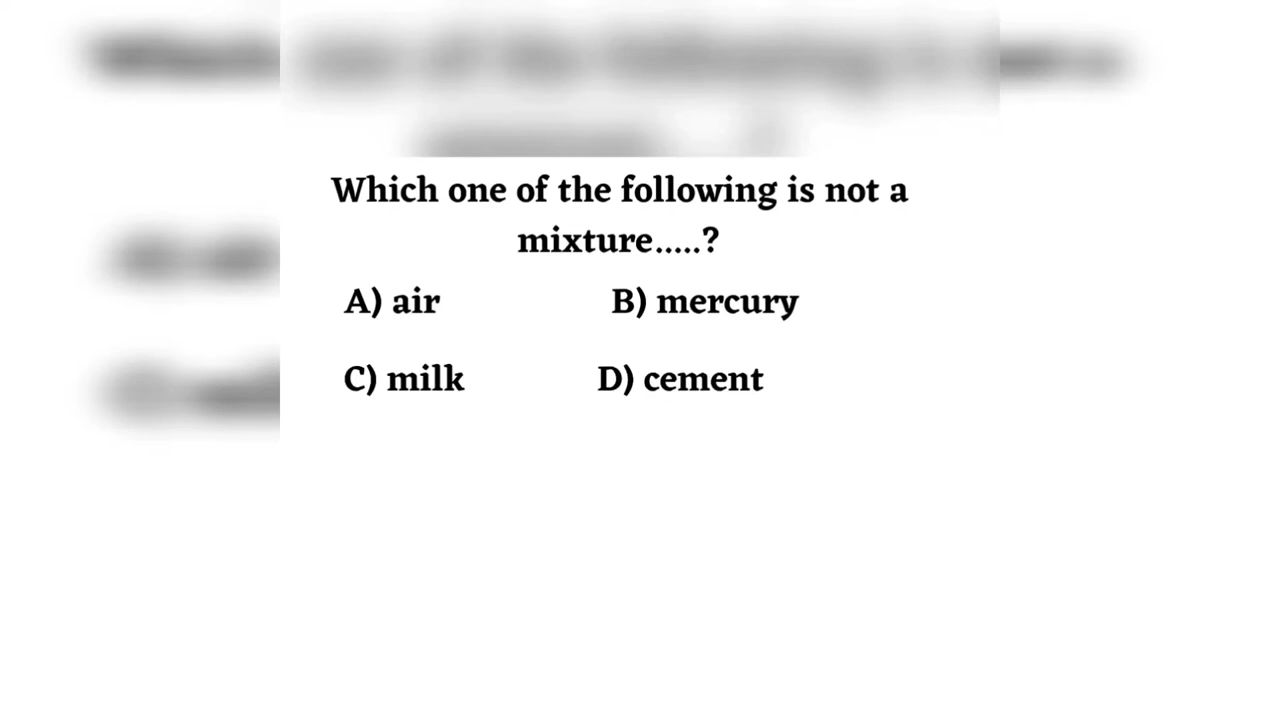 Which one of the following is not a
mixture.....?
A) air B) mercury
C) milk D) cement